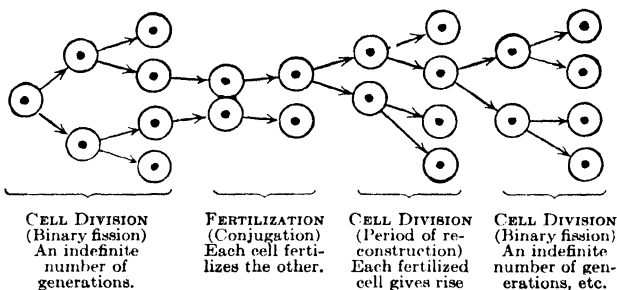 CELL DIVISION
(Binary fission)
An indefinite
number of
generations.
FERTILIZATION
(Conjugation)
Each cell ferti-
lizes the other.
CELL DIVISION
(Period of re-
construction)
Each fertilized
cell gives rise
CELL DIVISION
(Binary fission)
An indefinite
number of gen-
erations, etc.